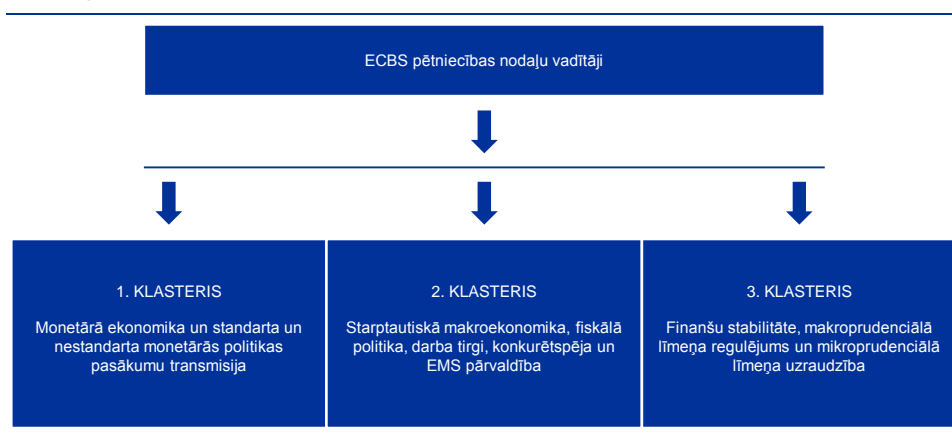 ECBS pētniecības nodaļu vadītāji
1. KLASTERIS
Monetārā ekonomika un standarta un
nestandarta monetārās politikas
pasākumu transmisija
2. KLASTERIS
Starptautiskā makroekonomika, fiskālā
politika, darba tirgi, konkurētspēja un
EMS pārvaldība
3. KLASTERIS
Finanšu stabilitāte, makroprudenciālā
līmeņa regulējums un mikroprudenciālā
līmeņa uzraudzība